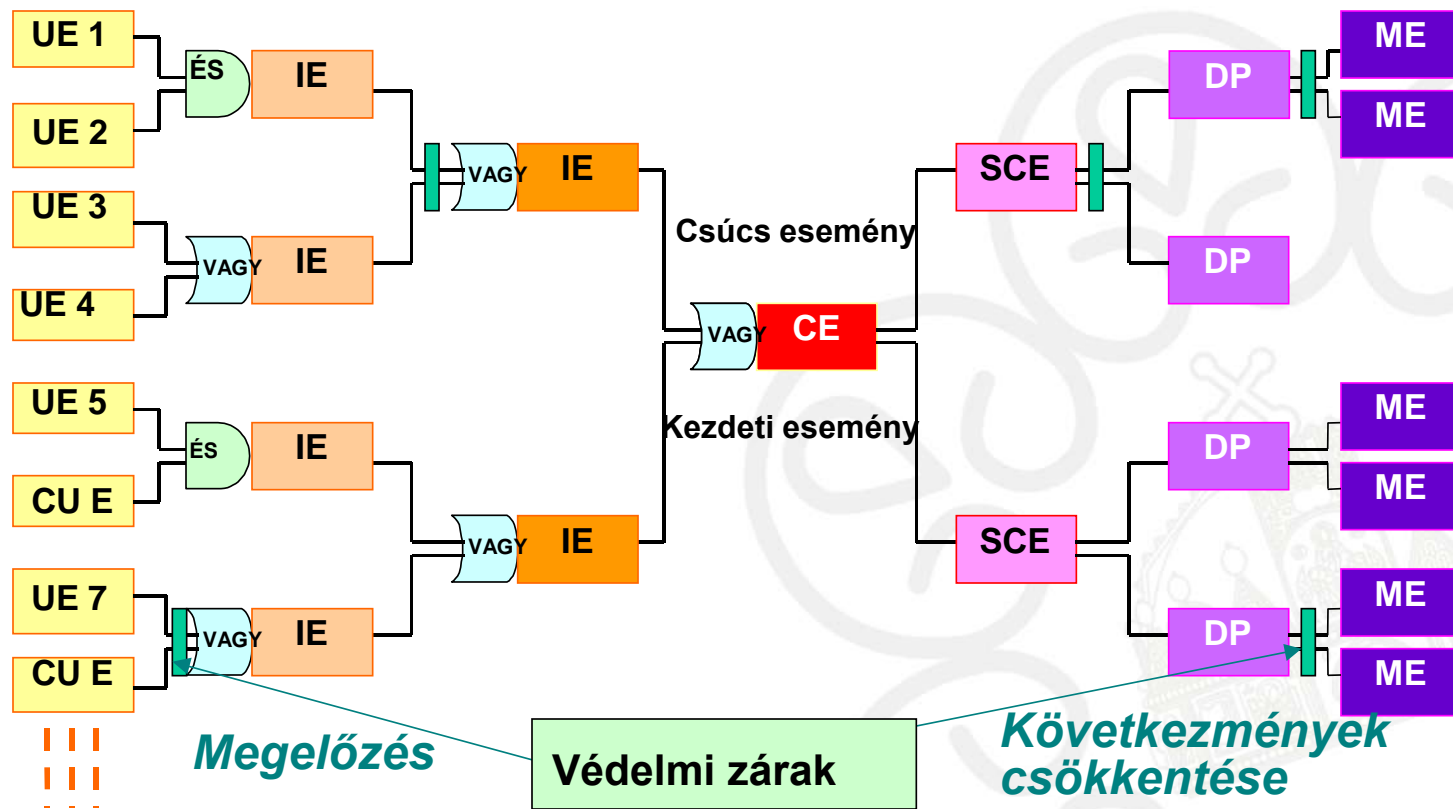 UE 1
UE 2
UE 3
UE 4
UE 5
CU E
UE 7
CU E
ÉS
VAGY
ÉS
VAGY
IE
IE
IE
IE
VAGY
IE
VAGY
IE
Csúcs esemény
VAGY
CE
Kezdeti esemény
SCE
SCE
DP
DP
DP
DP
ME
ME
ME
ME
ME
ME
Megelőzés
Védelmi zárak
Következmények
csökkentése